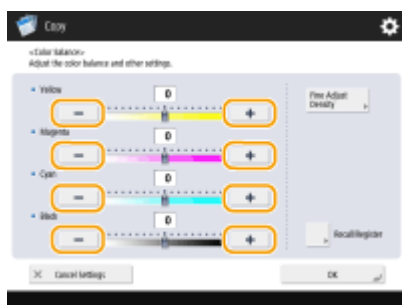 Copy
<Color Balance>
Adjust the color balance and other settings.
Yellow
0
− +
Fine Adjust
Density
Magenta
0
− +
Cyan
0
− +
Black
0
− +
Recall/Register
× Cancel Settings
OK